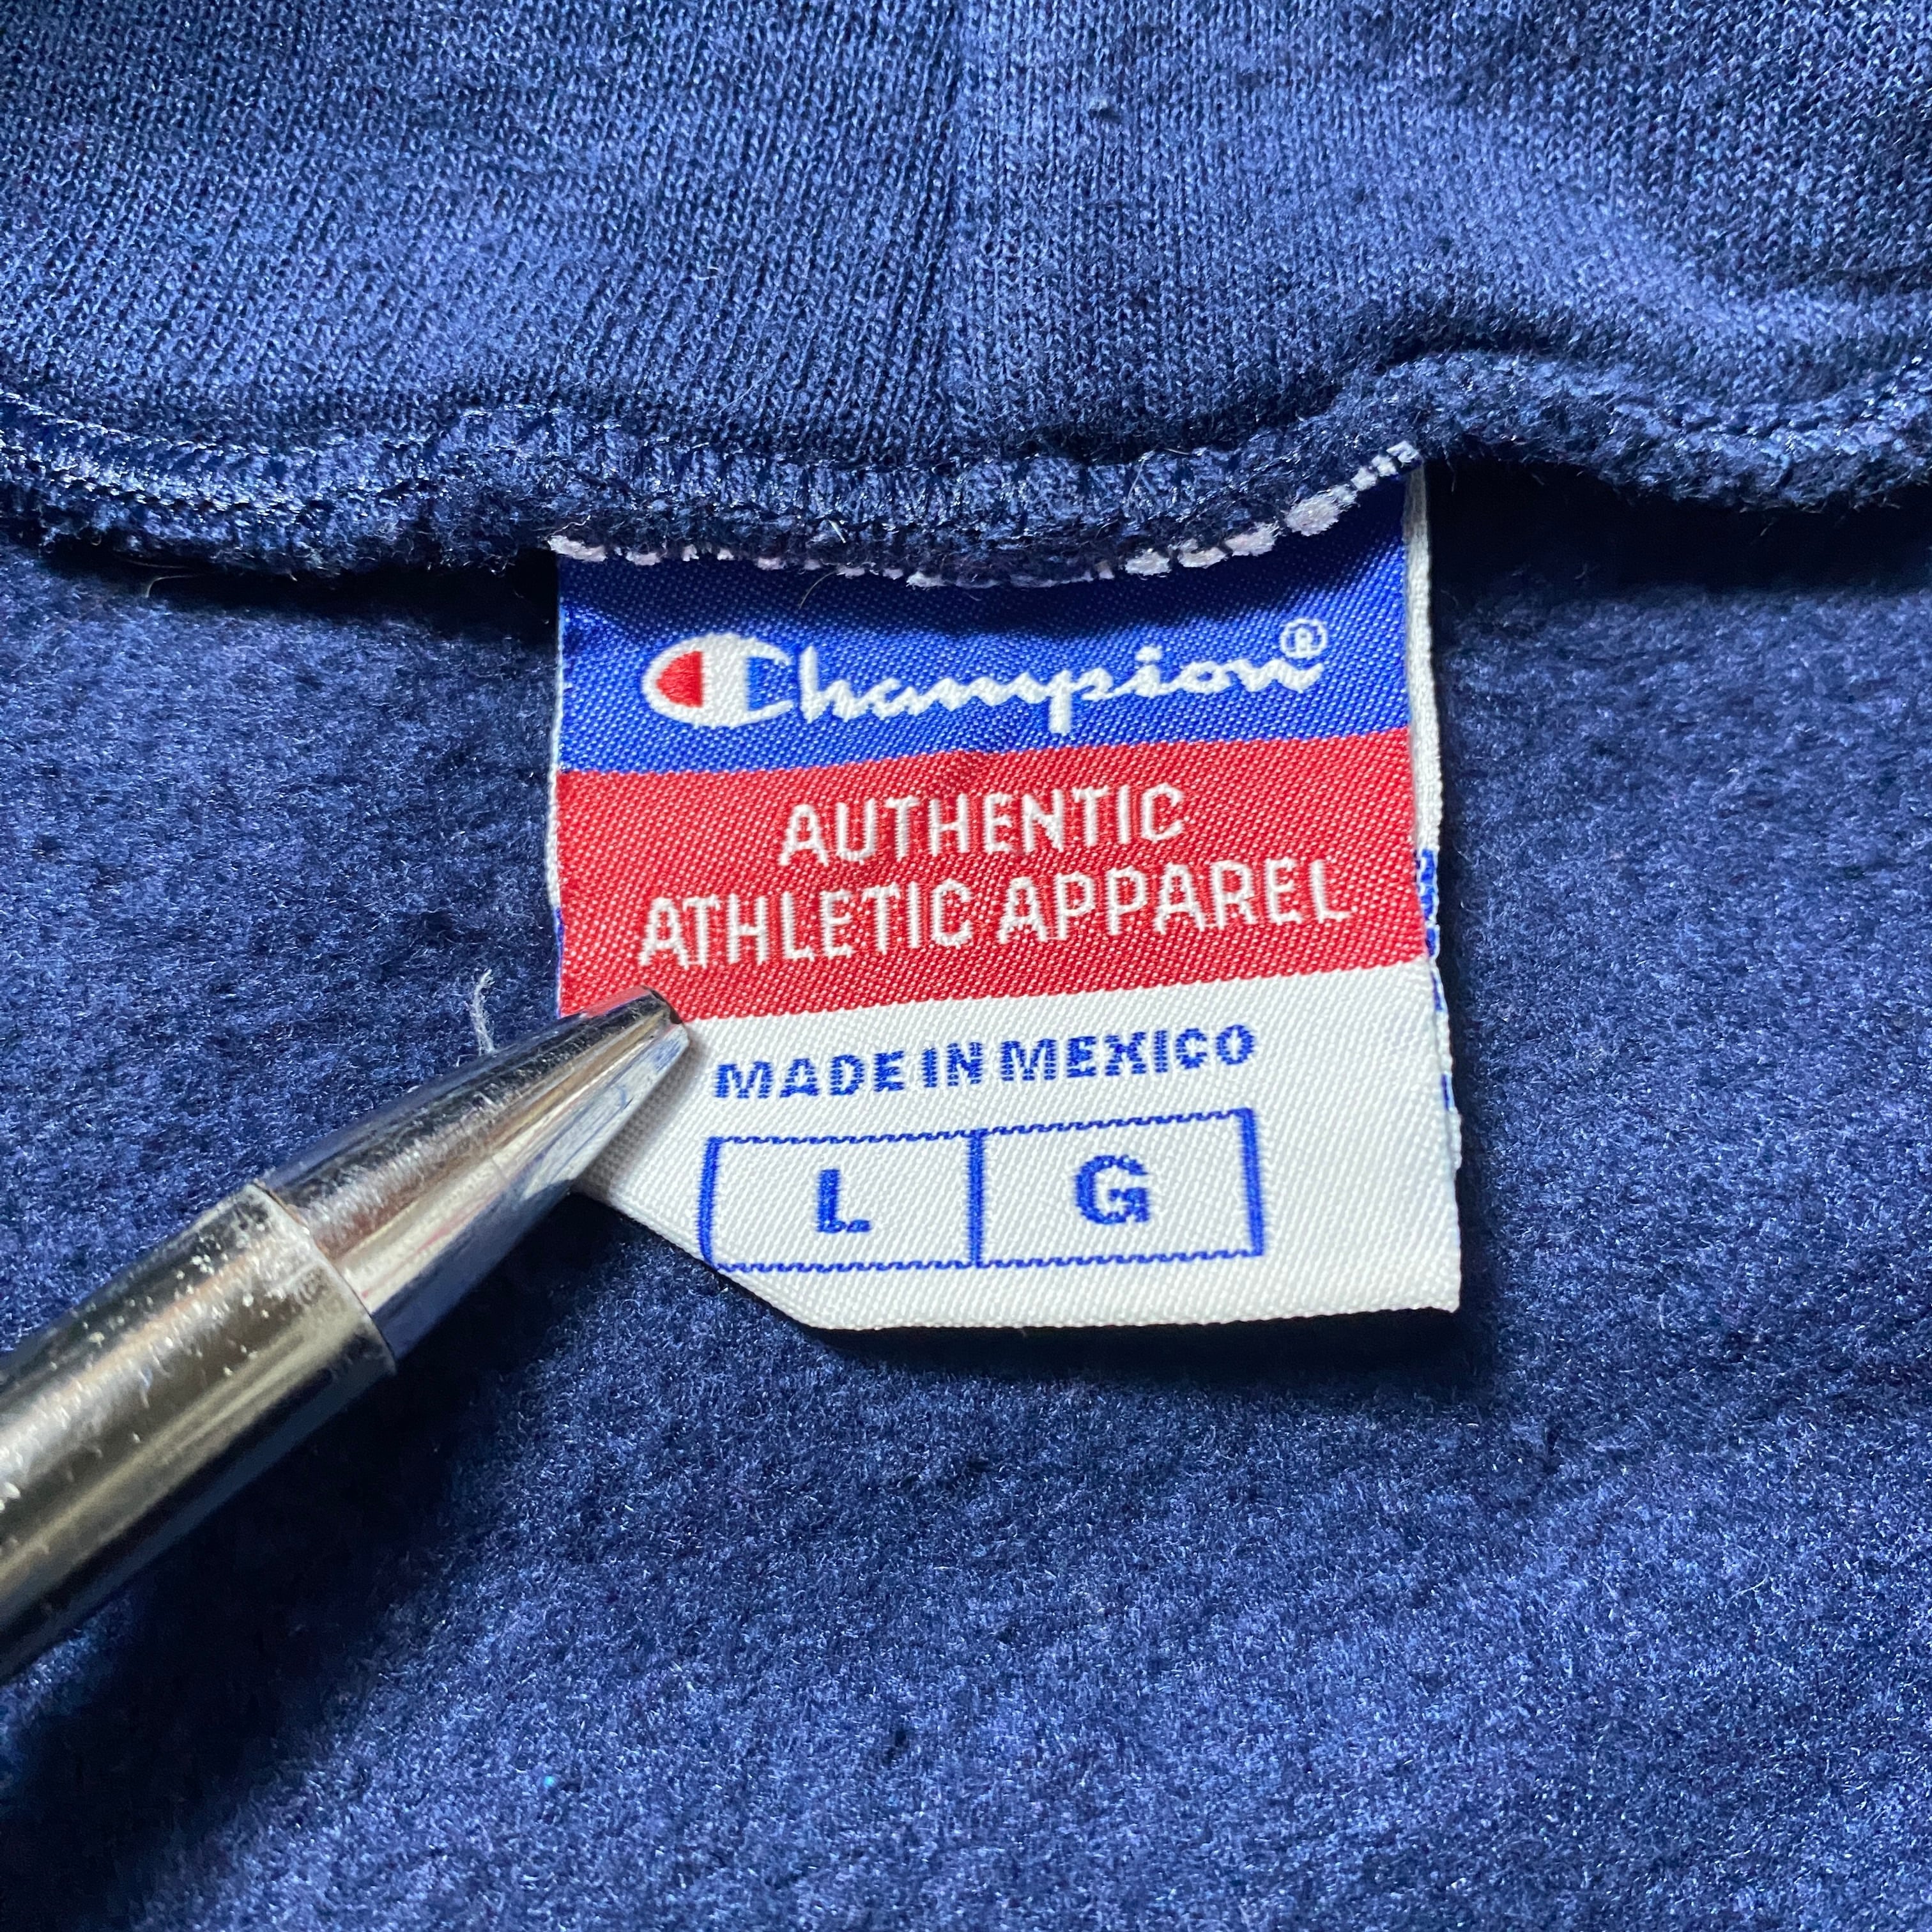 Champion®
AUTHENTIC
ATHLETIC APPAREL
MADE IN MEXICO
L G